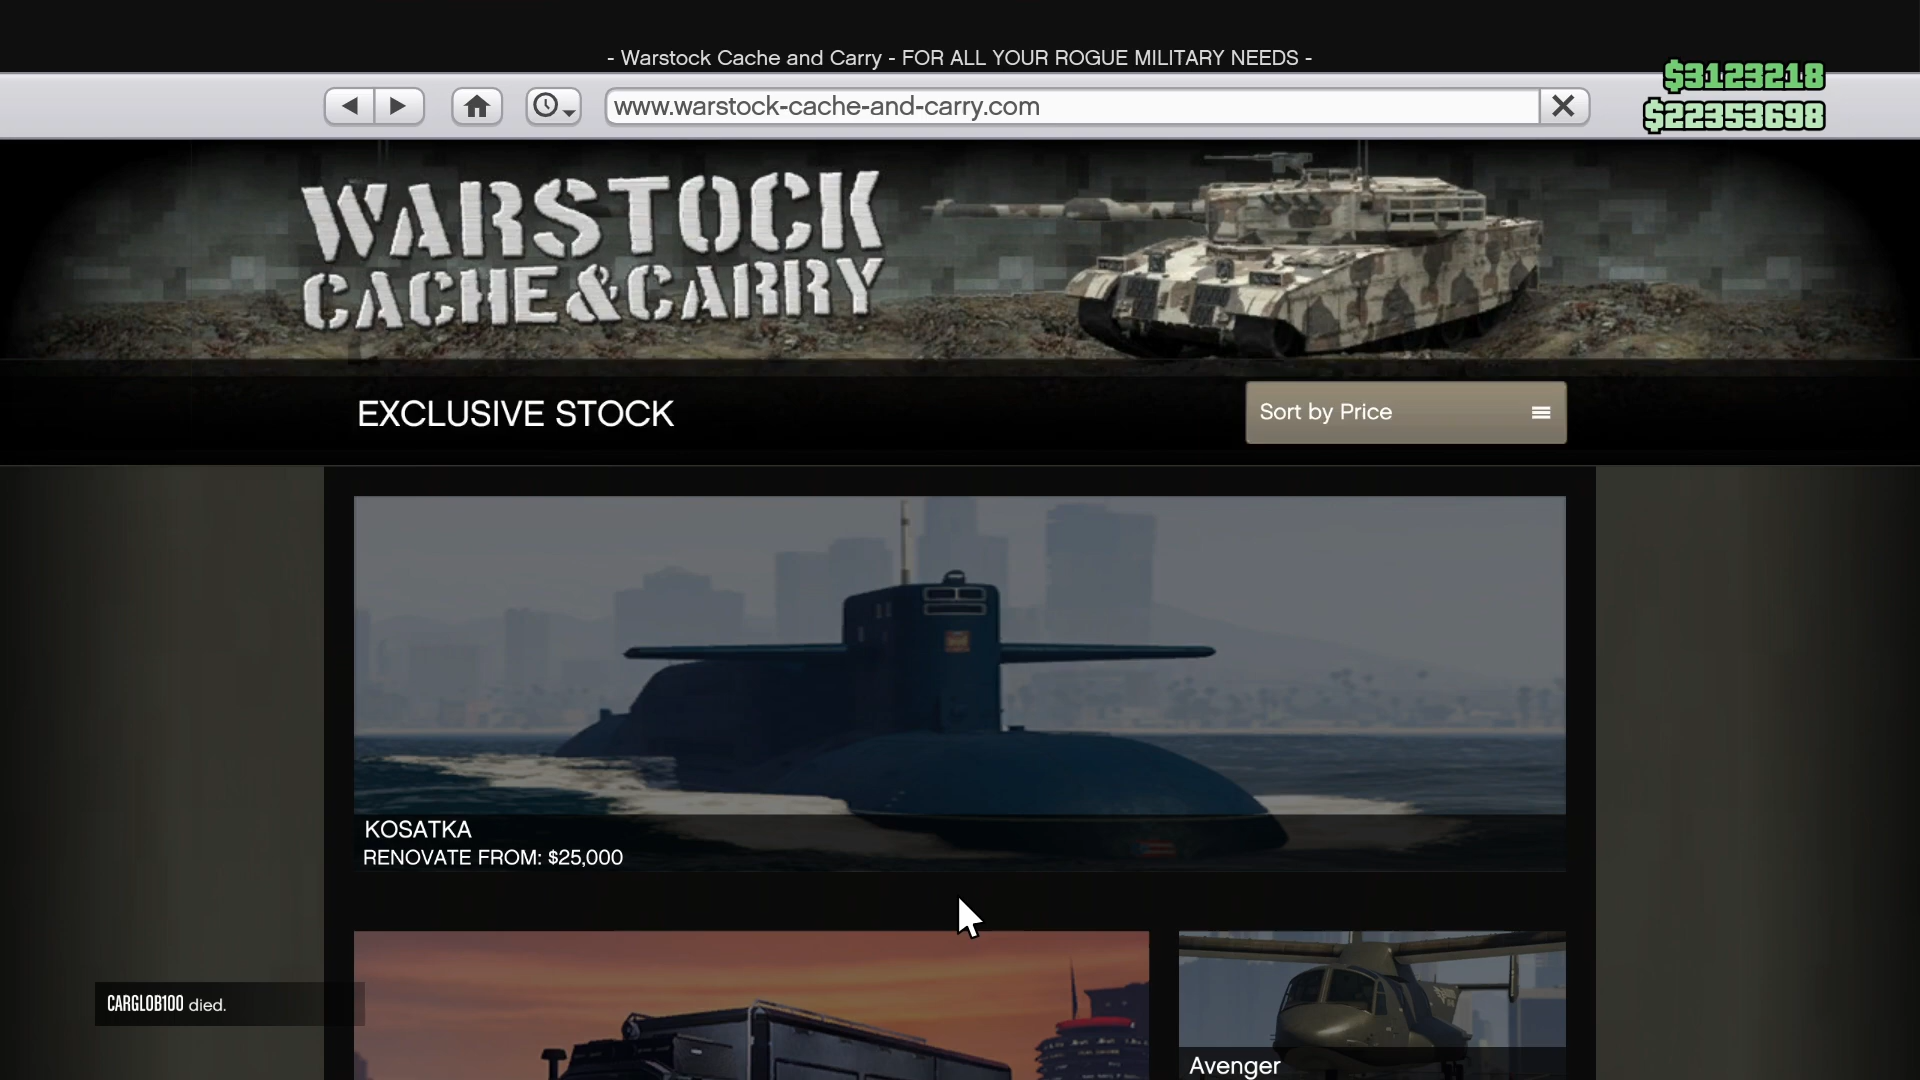 - Warstock Cache and Carry - FOR ALL YOUR ROGUE MILITARY NEEDS -
$3123218
www.warstock-cache-and-carry.com
$22353698
WARSTOCK
CACHE&CARRY
EXCLUSIVE STOCK
Sort by Price
KOSATKA
RENOVATE FROM: $25,000
CARGLOB100 died.
Avenger